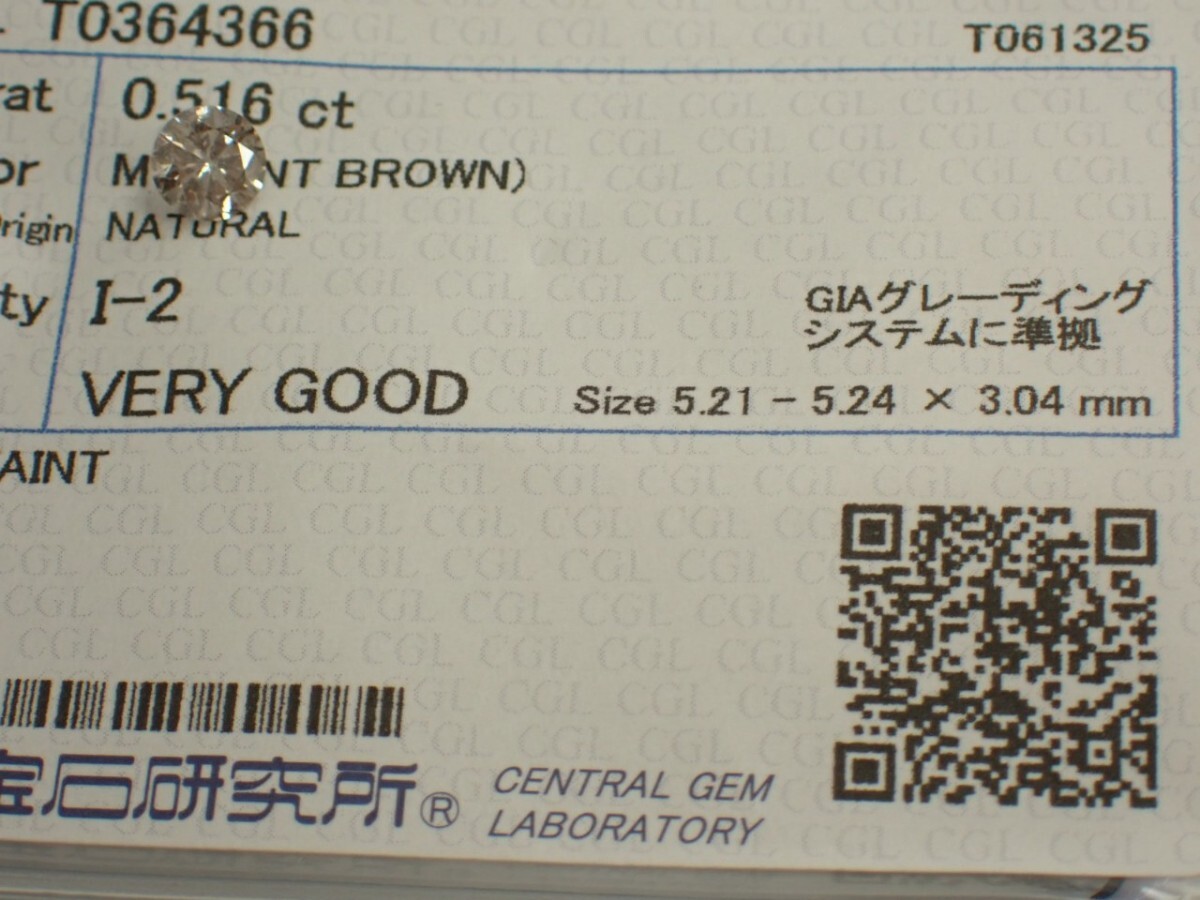 T0364366
T061325
rat 0.516 ct
or M NT BROWN)
Origin NATURAL
ty I-2
GIAグレーディング
システムに準拠
VERY GOOD Size 5.21 - 5.24 × 3.04 mm
AINT
宝石研究所®
CENTRAL GEM
LABORATORY